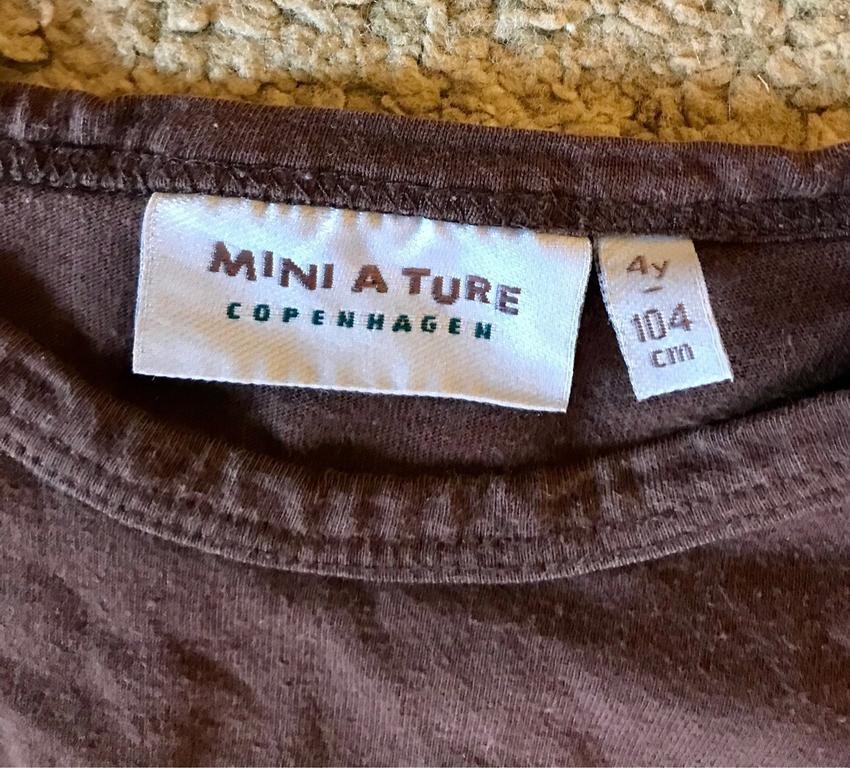 MINI A TURE
COPENHAGEN
4y
-
104
cm